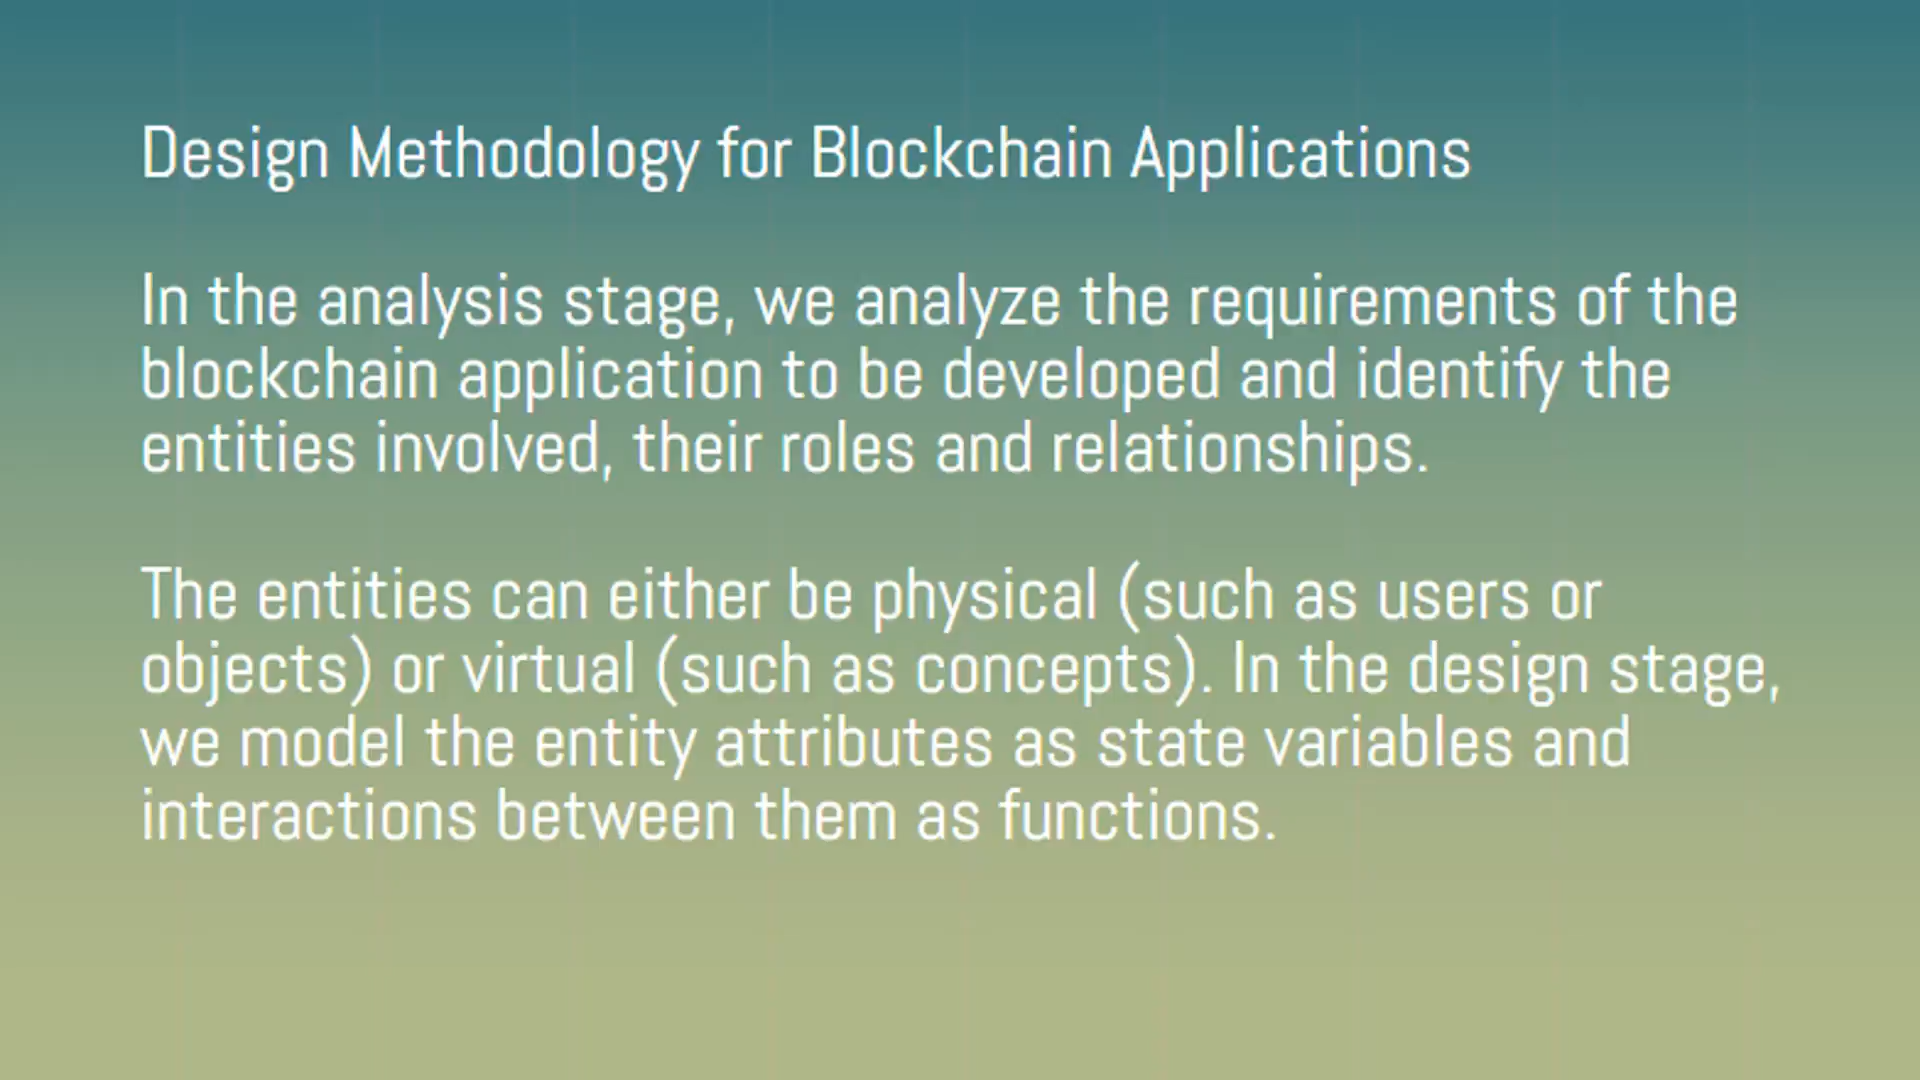 Design Methodology for Blockchain Applications
In the analysis stage, we analyze the requirements of the
blockchain application to be developed and identify the
entities involved, their roles and relationships.
The entities can either be physical (such as users or
objects) or virtual (such as concepts). In the design stage,
we model the entity attributes as state variables and
interactions between them as functions.